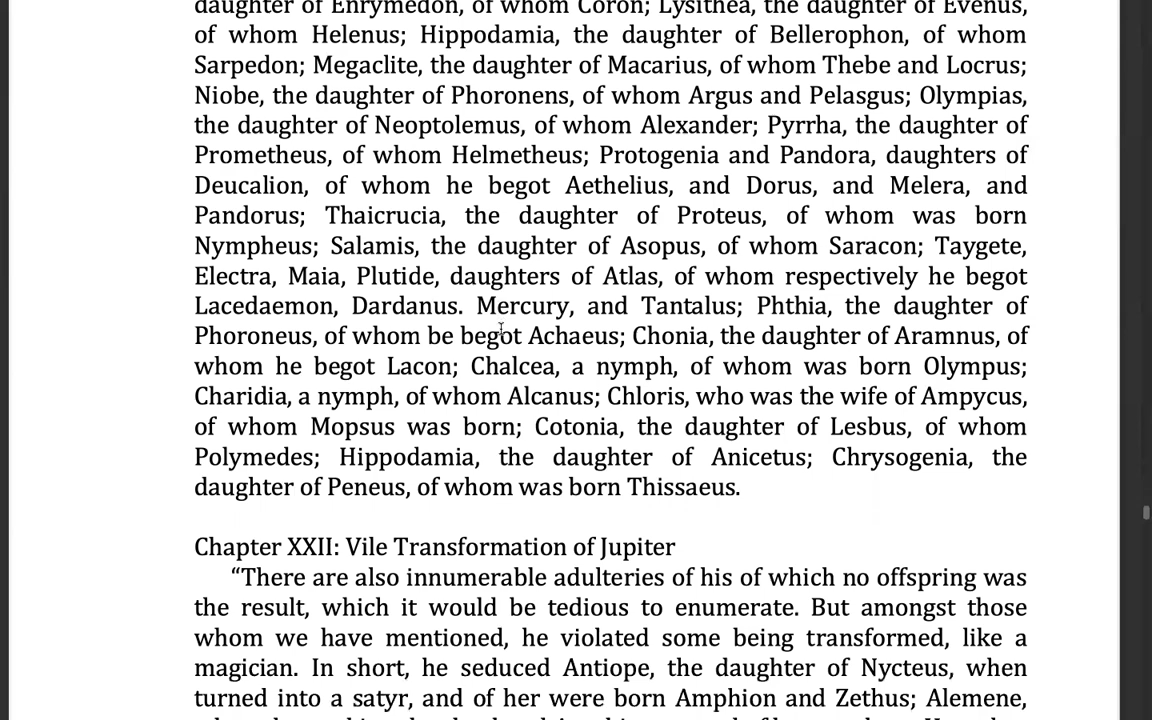 daughter of Enrymedon, of whom Coron; Lysithea, the daughter of Evenus,
of whom Helenus; Hippodamia, the daughter of Bellerophon, of whom
Sarpedon; Megaclite, the daughter of Macarius, of whom Thebe and Locrus;
Niobe, the daughter of Phoronens, of whom Argus and Pelasgus; Olympias,
the daughter of Neoptolemus, of whom Alexander; Pyrrha, the daughter of
Prometheus, of whom Helmetheus; Protogenia and Pandora, daughters of
Deucalion, of whom he begot Aethelius, and Dorus, and Melera, and
Pandorus; Thaicrucia, the daughter of Proteus, of whom was born
Nympheus; Salamis, the daughter of Asopus, of whom Saracon; Taygete,
Electra, Maia, Plutide, daughters of Atlas, of whom respectively he begot
Lacedaemon, Dardanus. Mercury, and Tantalus; Phthia, the daughter of
Phoroneus, of whom be begot Achaeus; Chonia, the daughter of Aramnus, of
whom he begot Lacon; Chalcea, a nymph, of whom was born Olympus;
Charidia, a nymph, of whom Alcanus; Chloris, who was the wife of Ampycus,
of whom Mopsus was born; Cotonia, the daughter of Lesbus, of whom
Polymedes; Hippodamia, the daughter of Anicetus; Chrysogenia, the
daughter of Peneus, of whom was born Thissaeus.
Chapter XXII: Vile Transformation of Jupiter
“There are also innumerable adulteries of his of which no offspring was
the result, which it would be tedious to enumerate. But amongst those
whom we have mentioned, he violated some being transformed, like a
magician. In short, he seduced Antiope, the daughter of Nycteus, when
turned into a satyr, and of her were born Amphion and Zethus; Alemene,